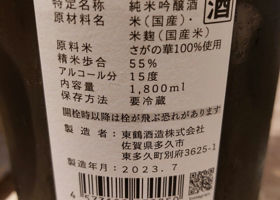 特定名称 純米吟醸酒
原材料名 米(国産)・
米麹(国産米)
原料米 さがの華100%使用
精米歩合 55%
アルコール分 15度
内容量 1,800ml
保存方法 要冷蔵
開栓時以降は栓が飛ぶ恐れがあります
製造者:東鶴酒造株式会社
佐賀県多久市
東多久町別府3625-1
製造年月:2023.7
酒